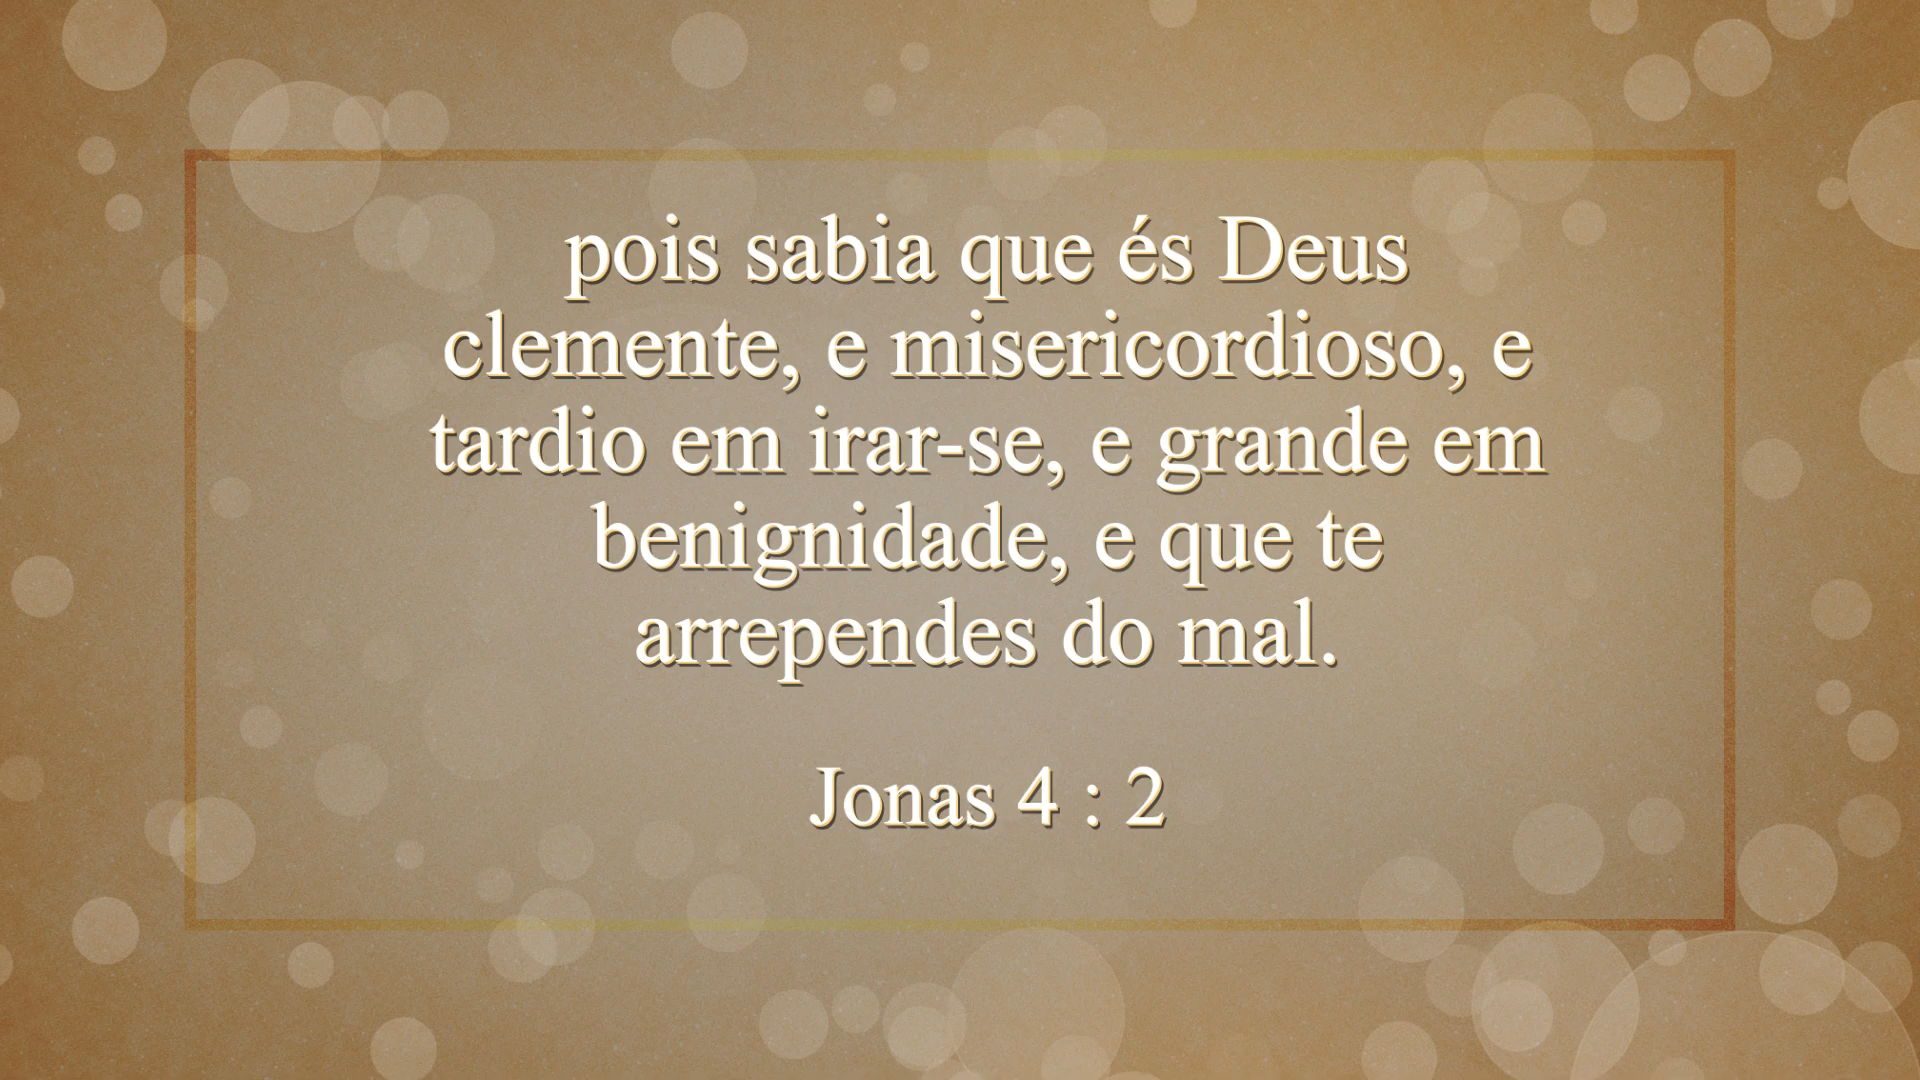 pois sabia que és Deus
clemente, e misericordioso, e
tardio em irar-se, e grande em
benignidade, e que te
arrependes do mal.
Jonas 4 : 2